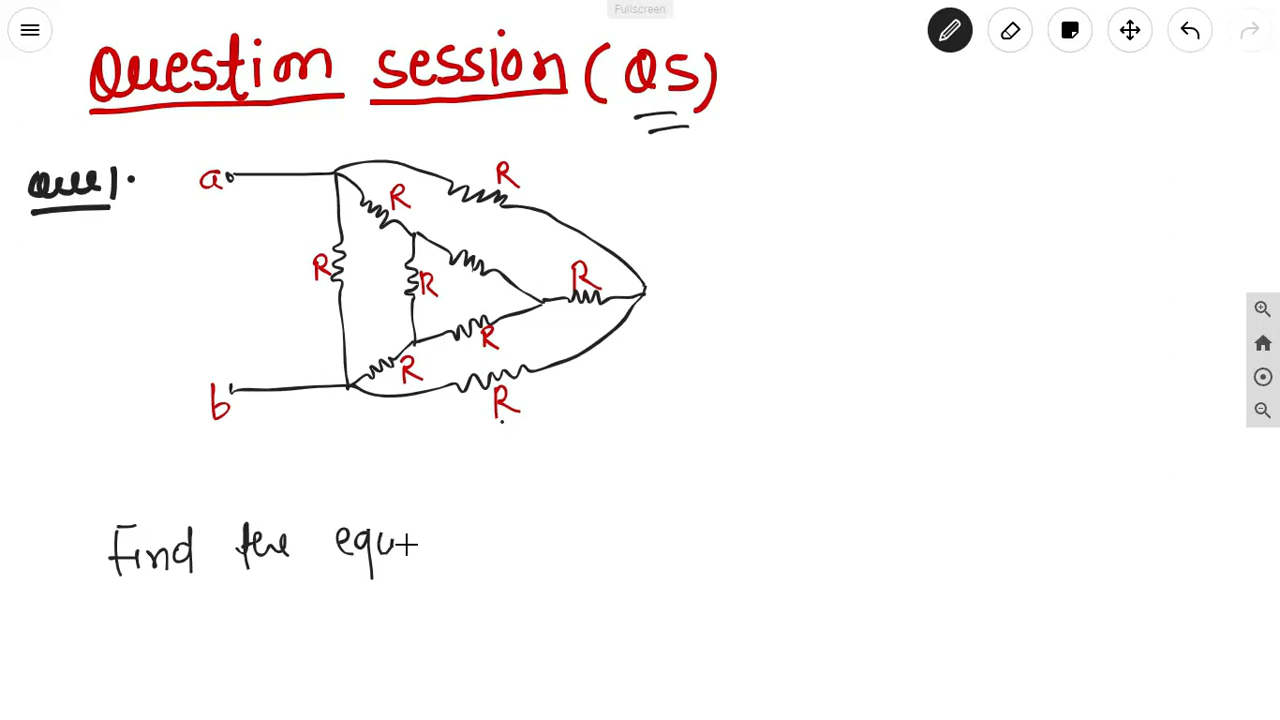 Fullscreen
Question session (QS)
Que 1.
a
R
R
R
R
R
R
R
R
b
Find the equ